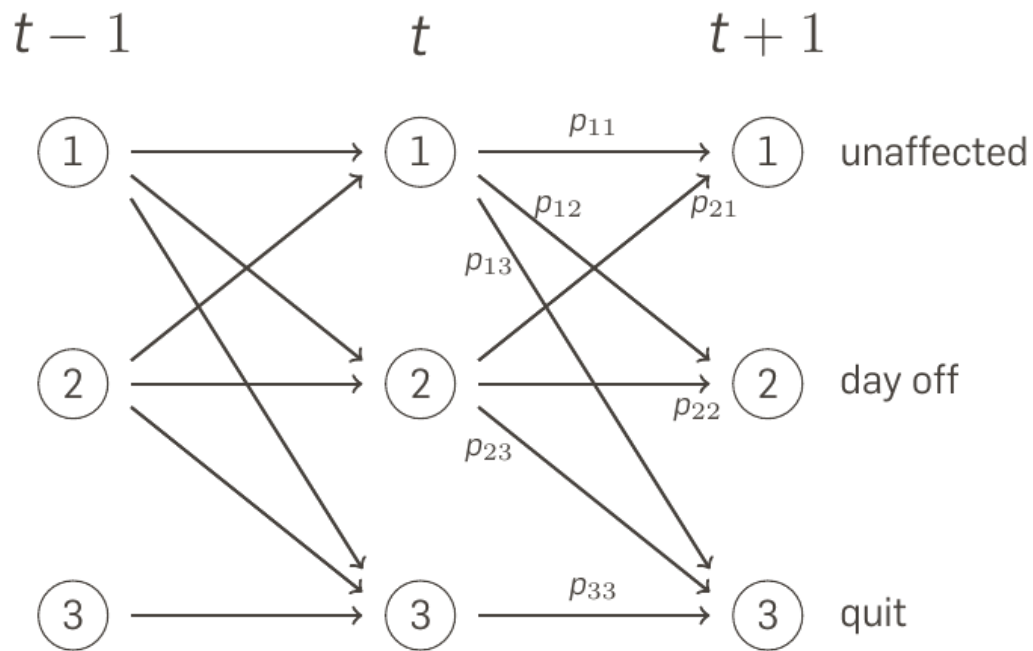 t − 1 t t + 1
p₁₁
1 1 1 unaffected
p₁₂ p₂₁
p₁₃
2 2 2 day off
p₂₂
p₂₃
p₃₃
3 3 3 quit